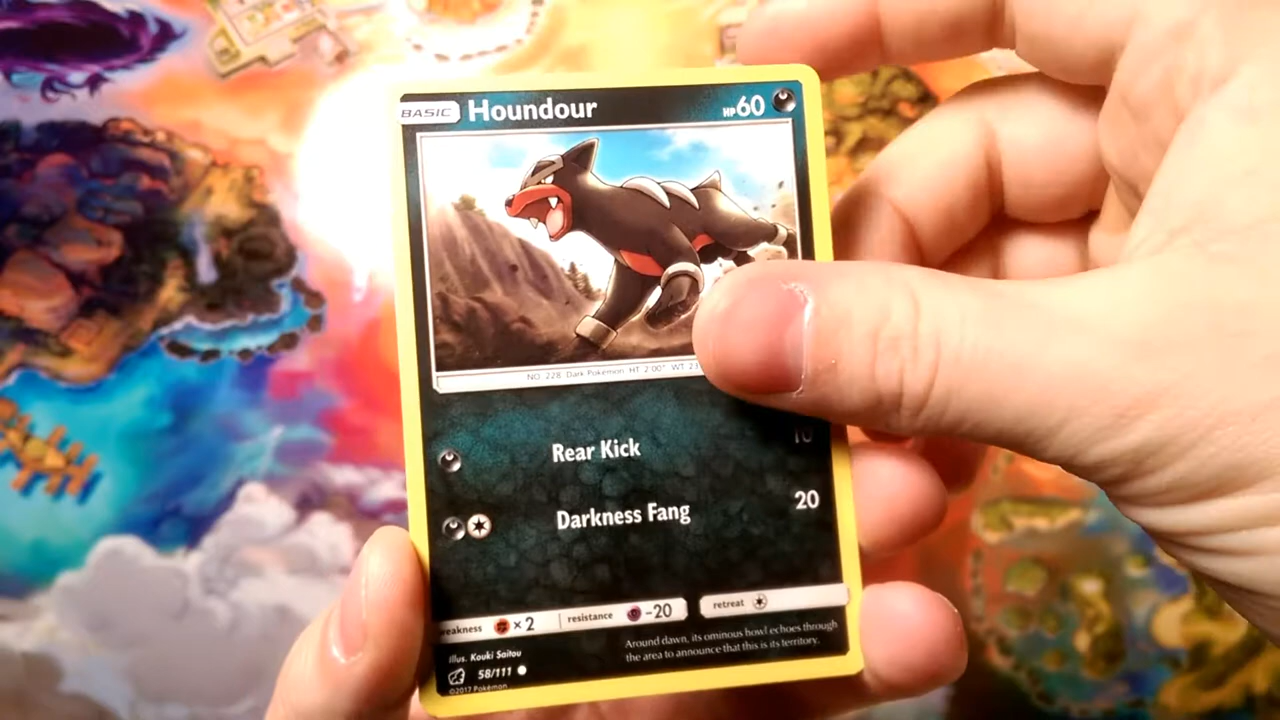 BASIC Houndour HP60
NO. 228 Dark Pokémon HT 2'00" WT 23
Rear Kick 10
Darkness Fang 20
weakness ×2 resistance -20 retreat
Around dawn, its ominous howl echoes through
the area to announce that this is its territory.
Illus. Kouki Saitou
58/111
©2017 Pokémon